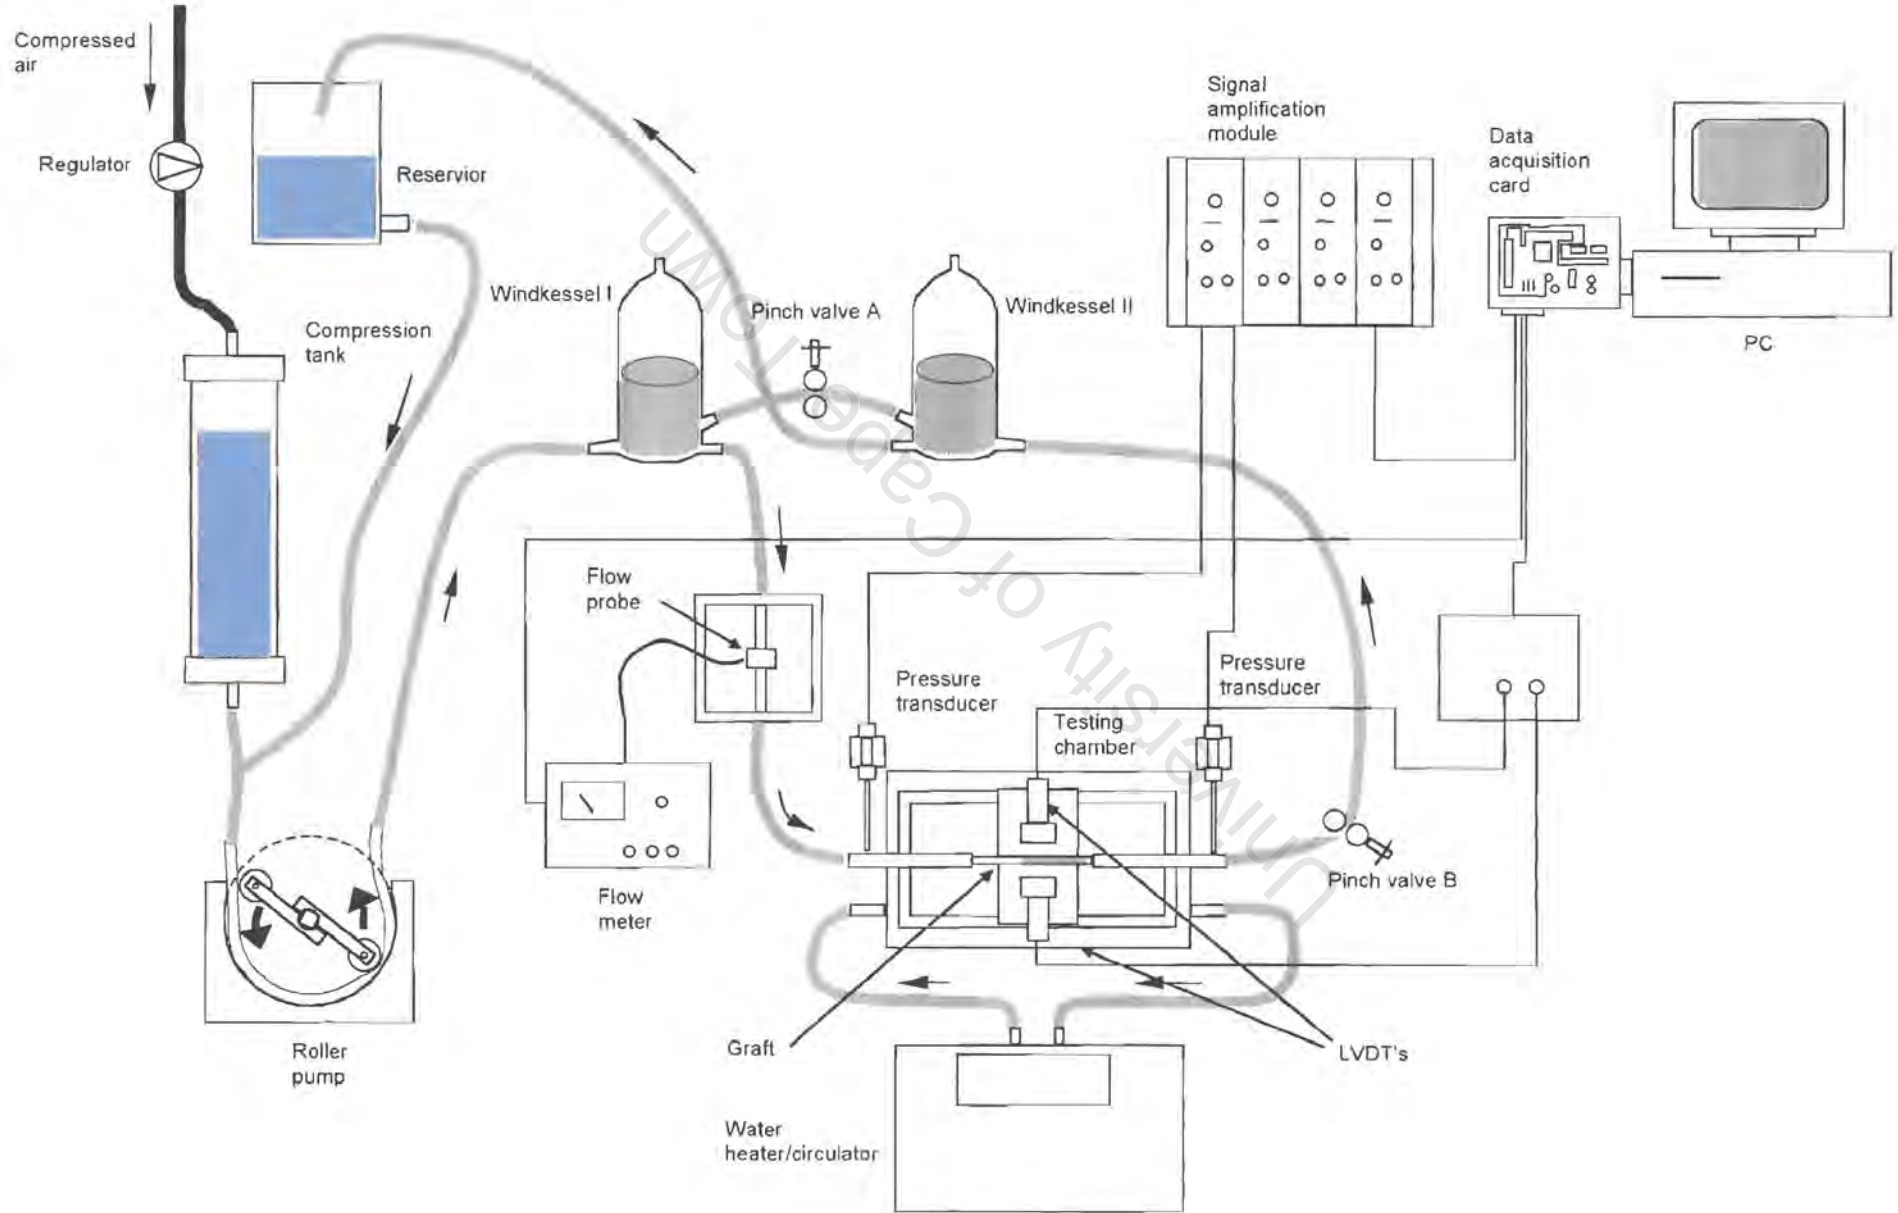 Compressed
air
Regulator
Reservior
Compression
tank
Windkessel I
Pinch valve A
Windkessel II
Signal
amplification
module
Data
acquisition
card
PC
Flow
probe
Pressure
transducer
Testing
chamber
Pressure
transducer
Flow
meter
Pinch valve B
Roller
pump
Graft
LVDT's
Water
heater/circulator
University of Cape Town